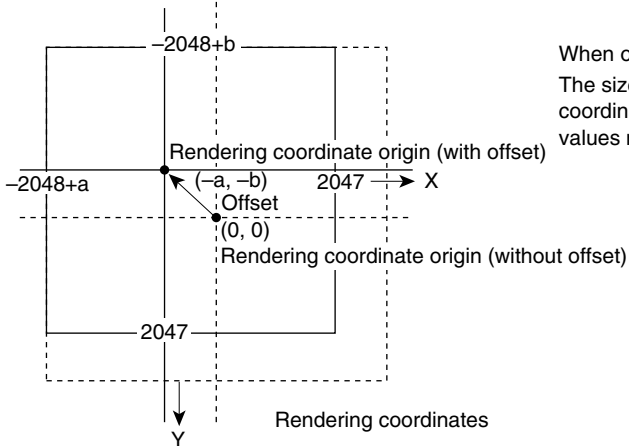 −2048+b
When o
The size
coordin
values n
Rendering coordinate origin (with offset)
−2048+a
(−a, −b)
2047
X
Offset
(0, 0)
Rendering coordinate origin (without offset)
2047
Rendering coordinates
Y